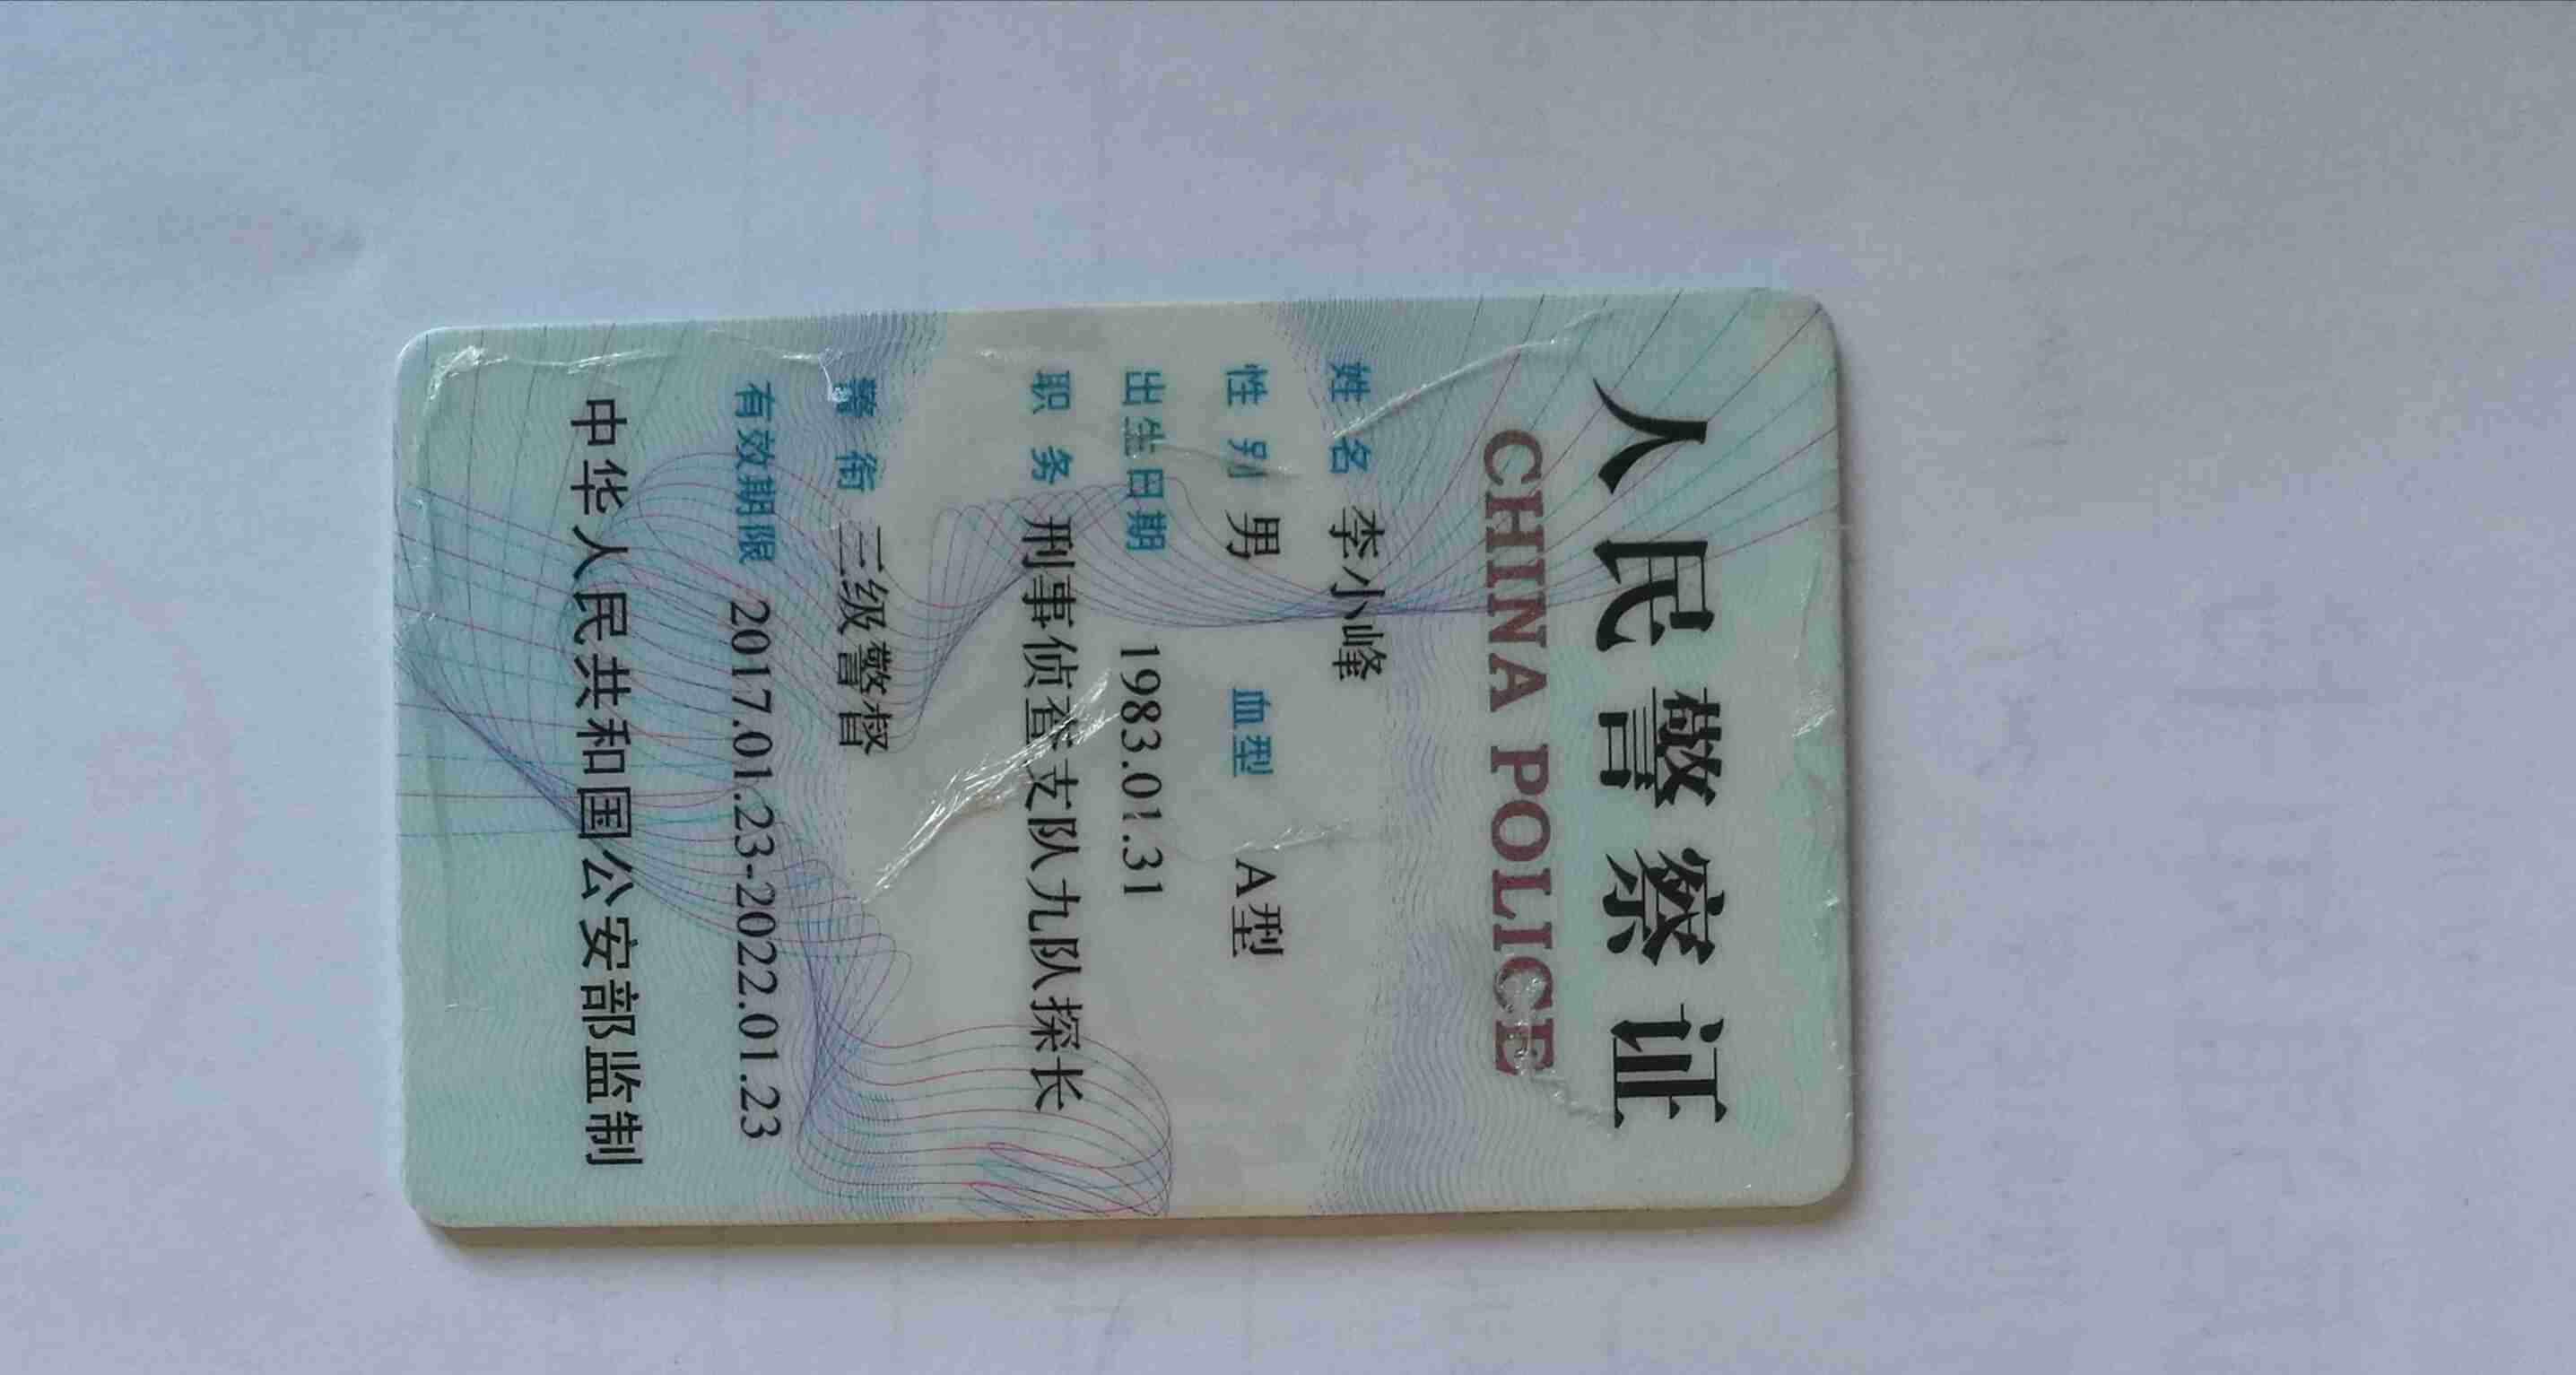 人民警察证
CHINA POLICE
姓 名 李小峰
性 别 男 血型 A型
出生日期 1983.01.31
职 务 刑事侦查支队九队探长
警 衔 三级警督
有效期限 2017.01.23-2022.01.23
中华人民共和国公安部监制